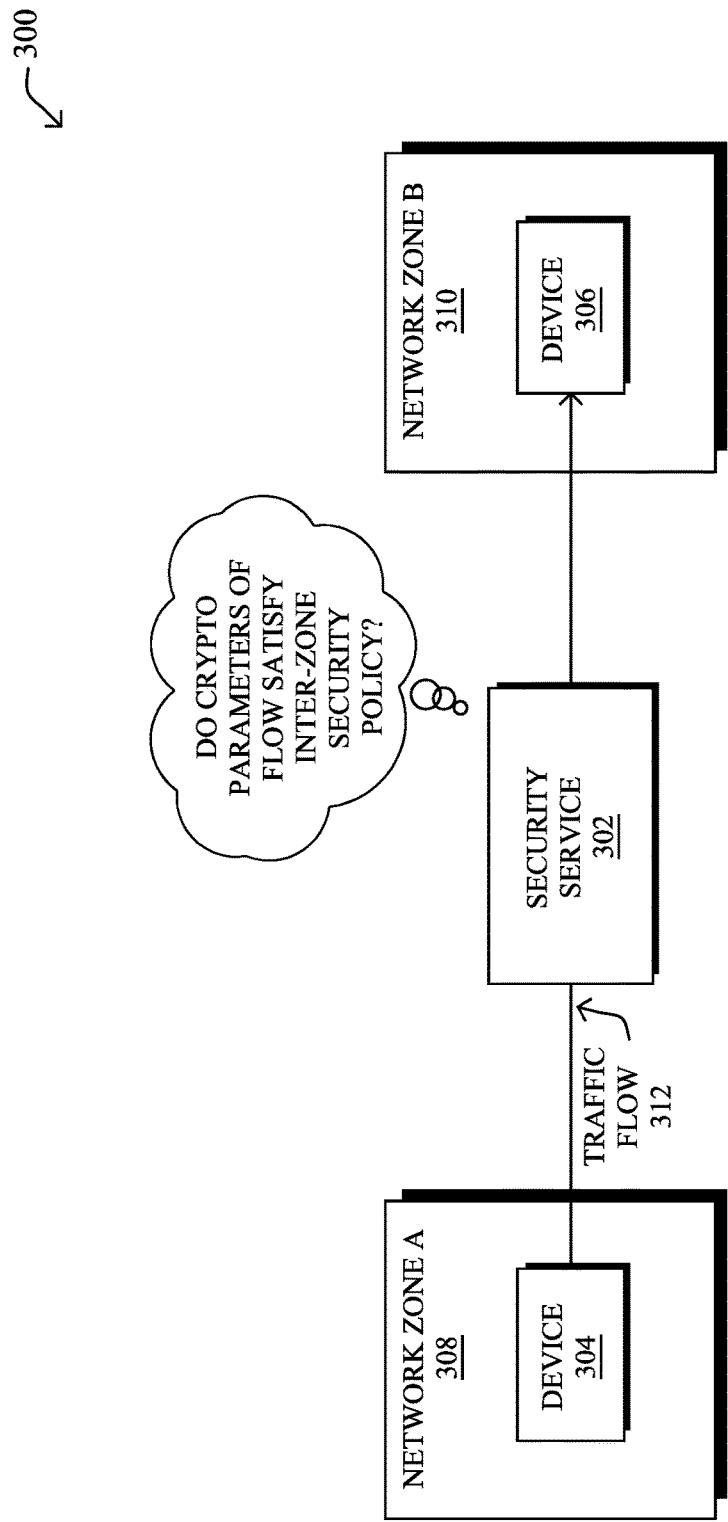 300
NETWORK ZONE A
308
DEVICE
304
TRAFFIC
FLOW
312
SECURITY
SERVICE
302
DO CRYPTO
PARAMETERS OF
FLOW SATISFY
INTER-ZONE
SECURITY
POLICY?
NETWORK ZONE B
310
DEVICE
306